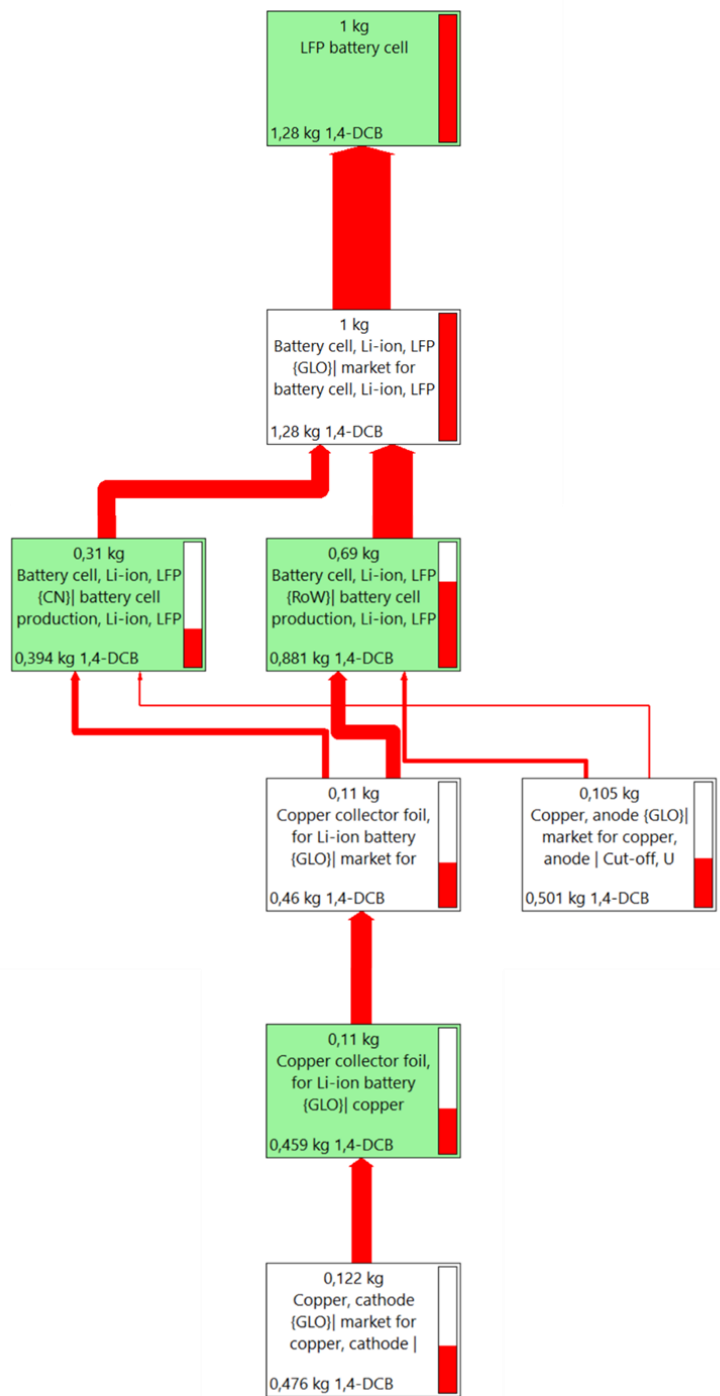 1 kg
LFP battery cell
1,28 kg 1,4-DCB
1 kg
Battery cell, Li-ion, LFP
{GLO}| market for
battery cell, Li-ion, LFP
1,28 kg 1,4-DCB
0,31 kg
Battery cell, Li-ion, LFP
{CN}| battery cell
production, Li-ion, LFP
0,394 kg 1,4-DCB
0,69 kg
Battery cell, Li-ion, LFP
{RoW}| battery cell
production, Li-ion, LFP
0,881 kg 1,4-DCB
0,11 kg
Copper collector foil,
for Li-ion battery
{GLO}| market for
0,46 kg 1,4-DCB
0,105 kg
Copper, anode {GLO}|
market for copper,
anode | Cut-off, U
0,501 kg 1,4-DCB
0,11 kg
Copper collector foil,
for Li-ion battery
{GLO}| copper
0,459 kg 1,4-DCB
0,122 kg
Copper, cathode
{GLO}| market for
copper, cathode |
0,476 kg 1,4-DCB